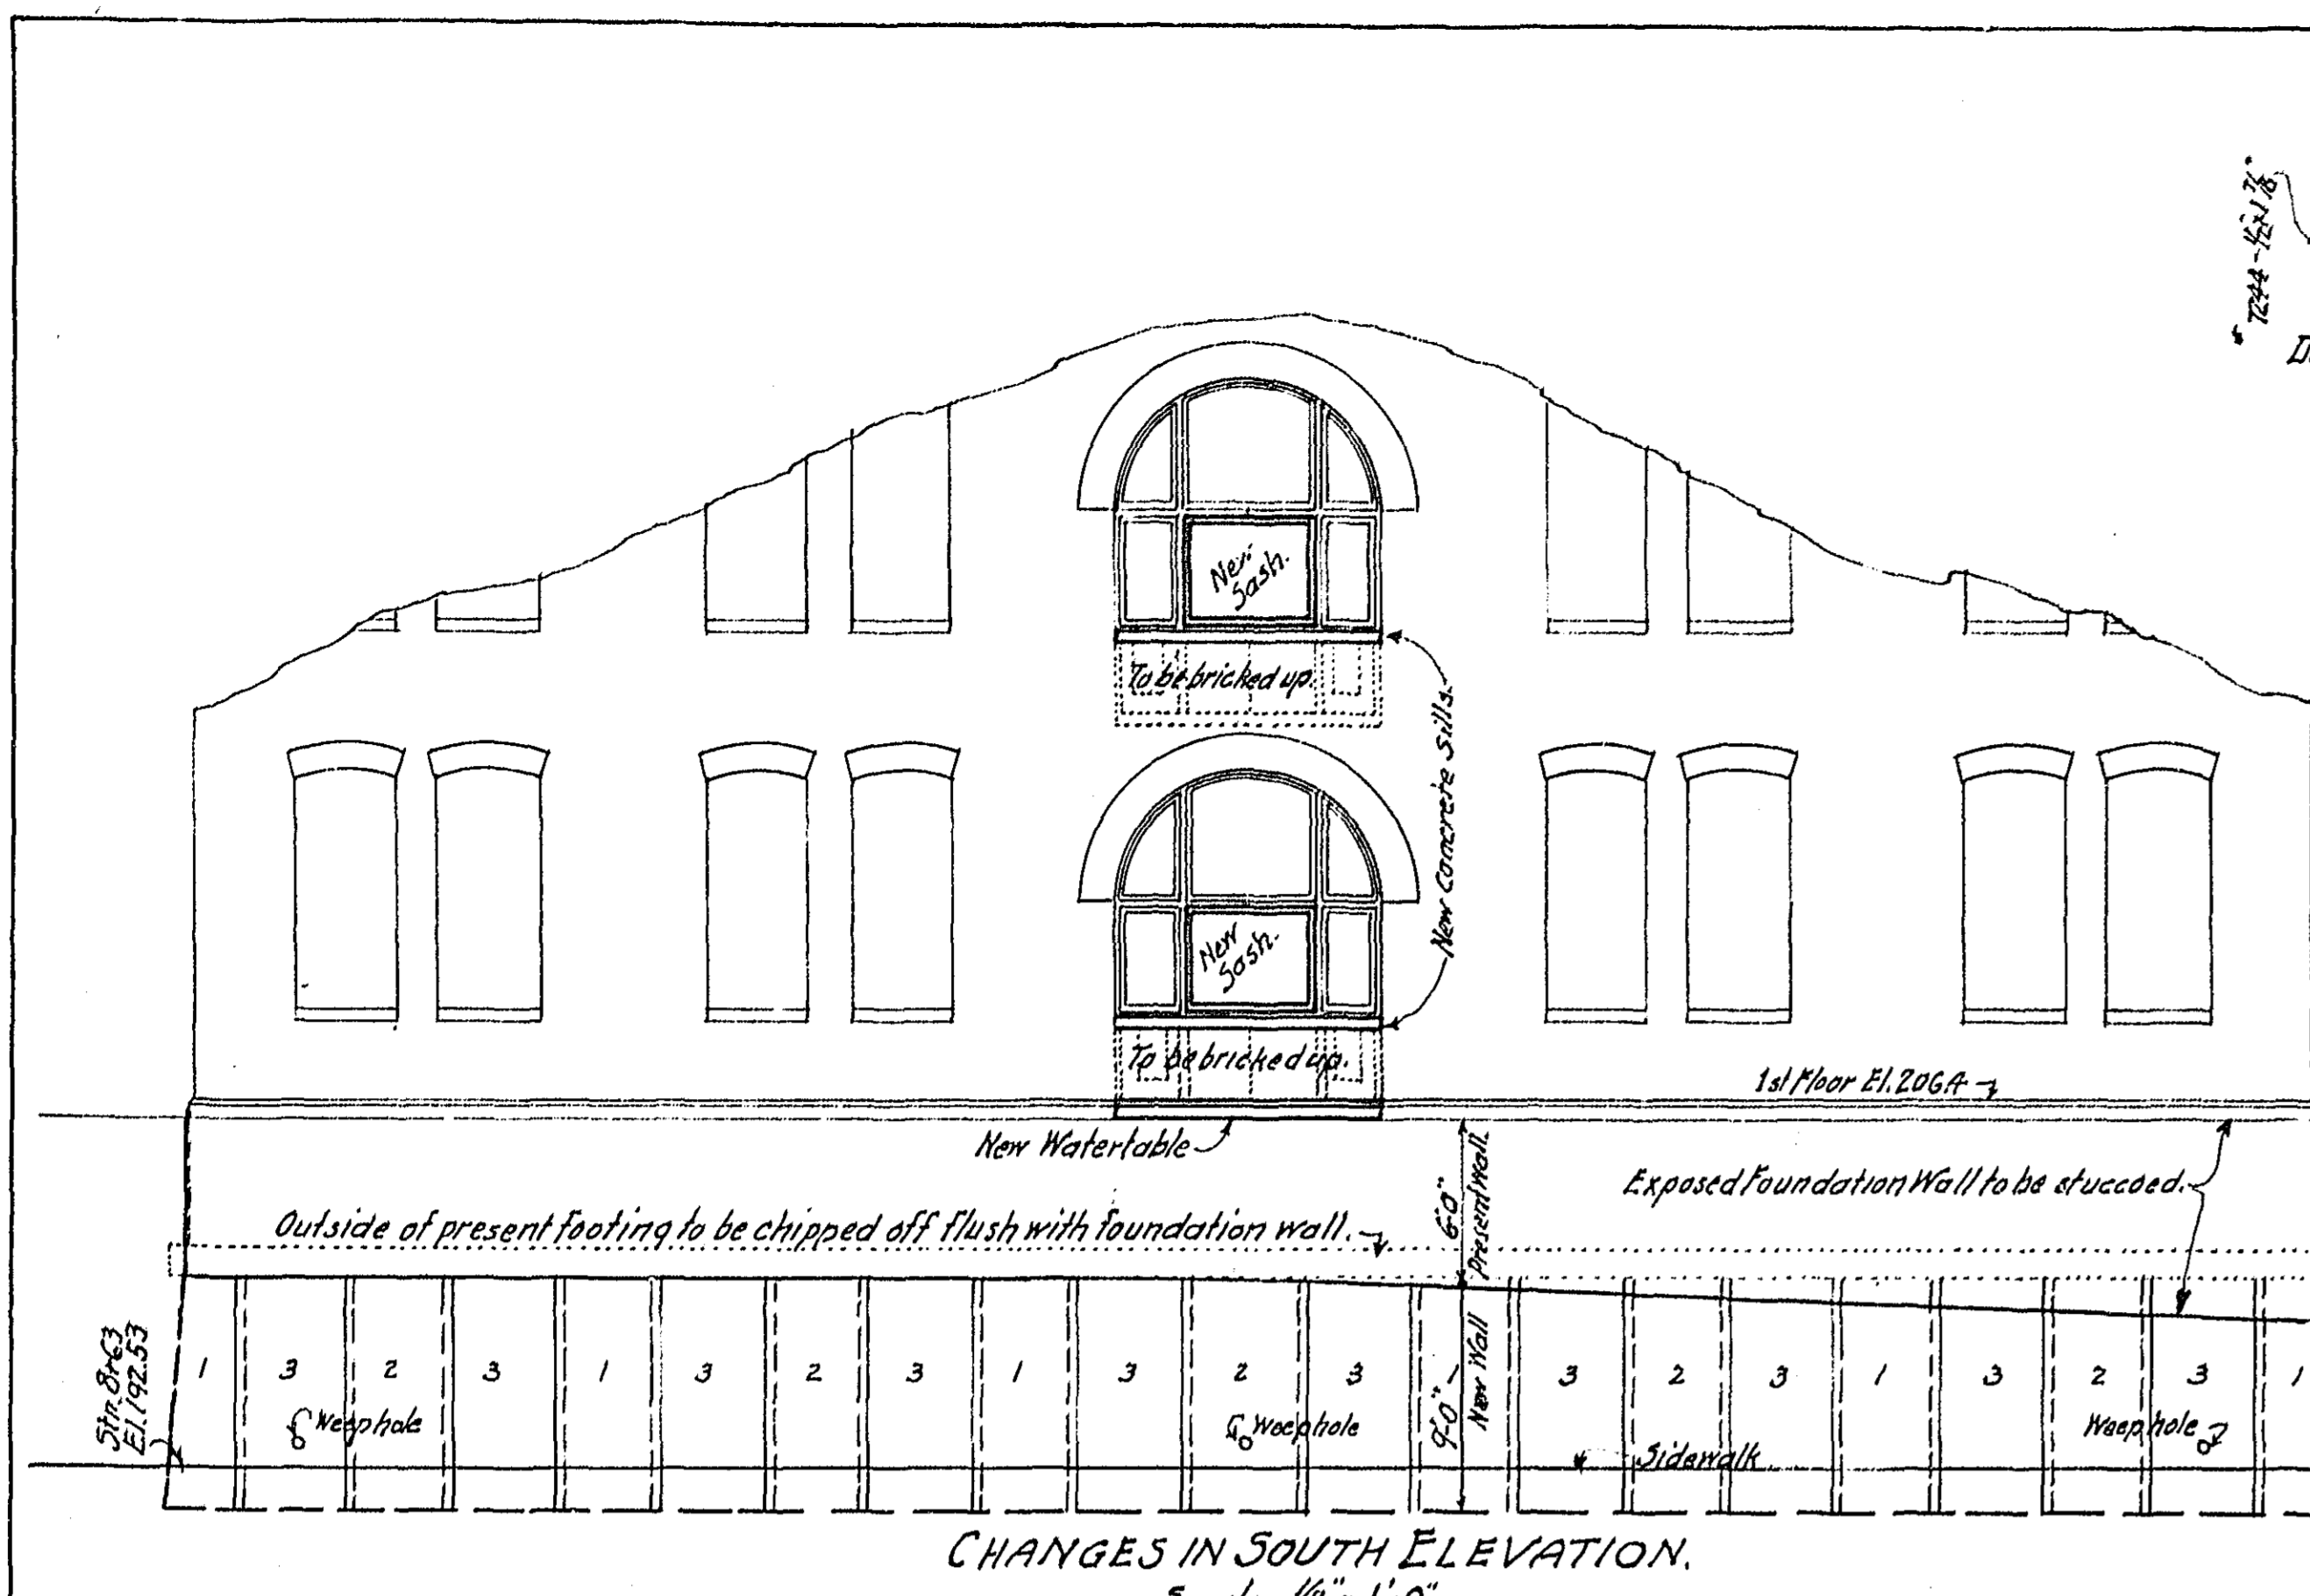 New
Sash.
To be bricked up.
New Concrete Sills.
New
Sash.
To be bricked up.
1st Floor El. 206.A
New Watertable
6'-0"
Present wall.
Exposed Foundation Wall to be stuccoed.
Outside of present footing to be chipped off flush with foundation wall.
Stn. 8+63
El. 192.53
1 3 2 3 1 3 2 3 1 3 2 3 1 3 2 3 1 3 2 3 1
9'-0"
New Wall
Weephole
Weephole
Weephole
Sidewalk
CHANGES IN SOUTH ELEVATION.